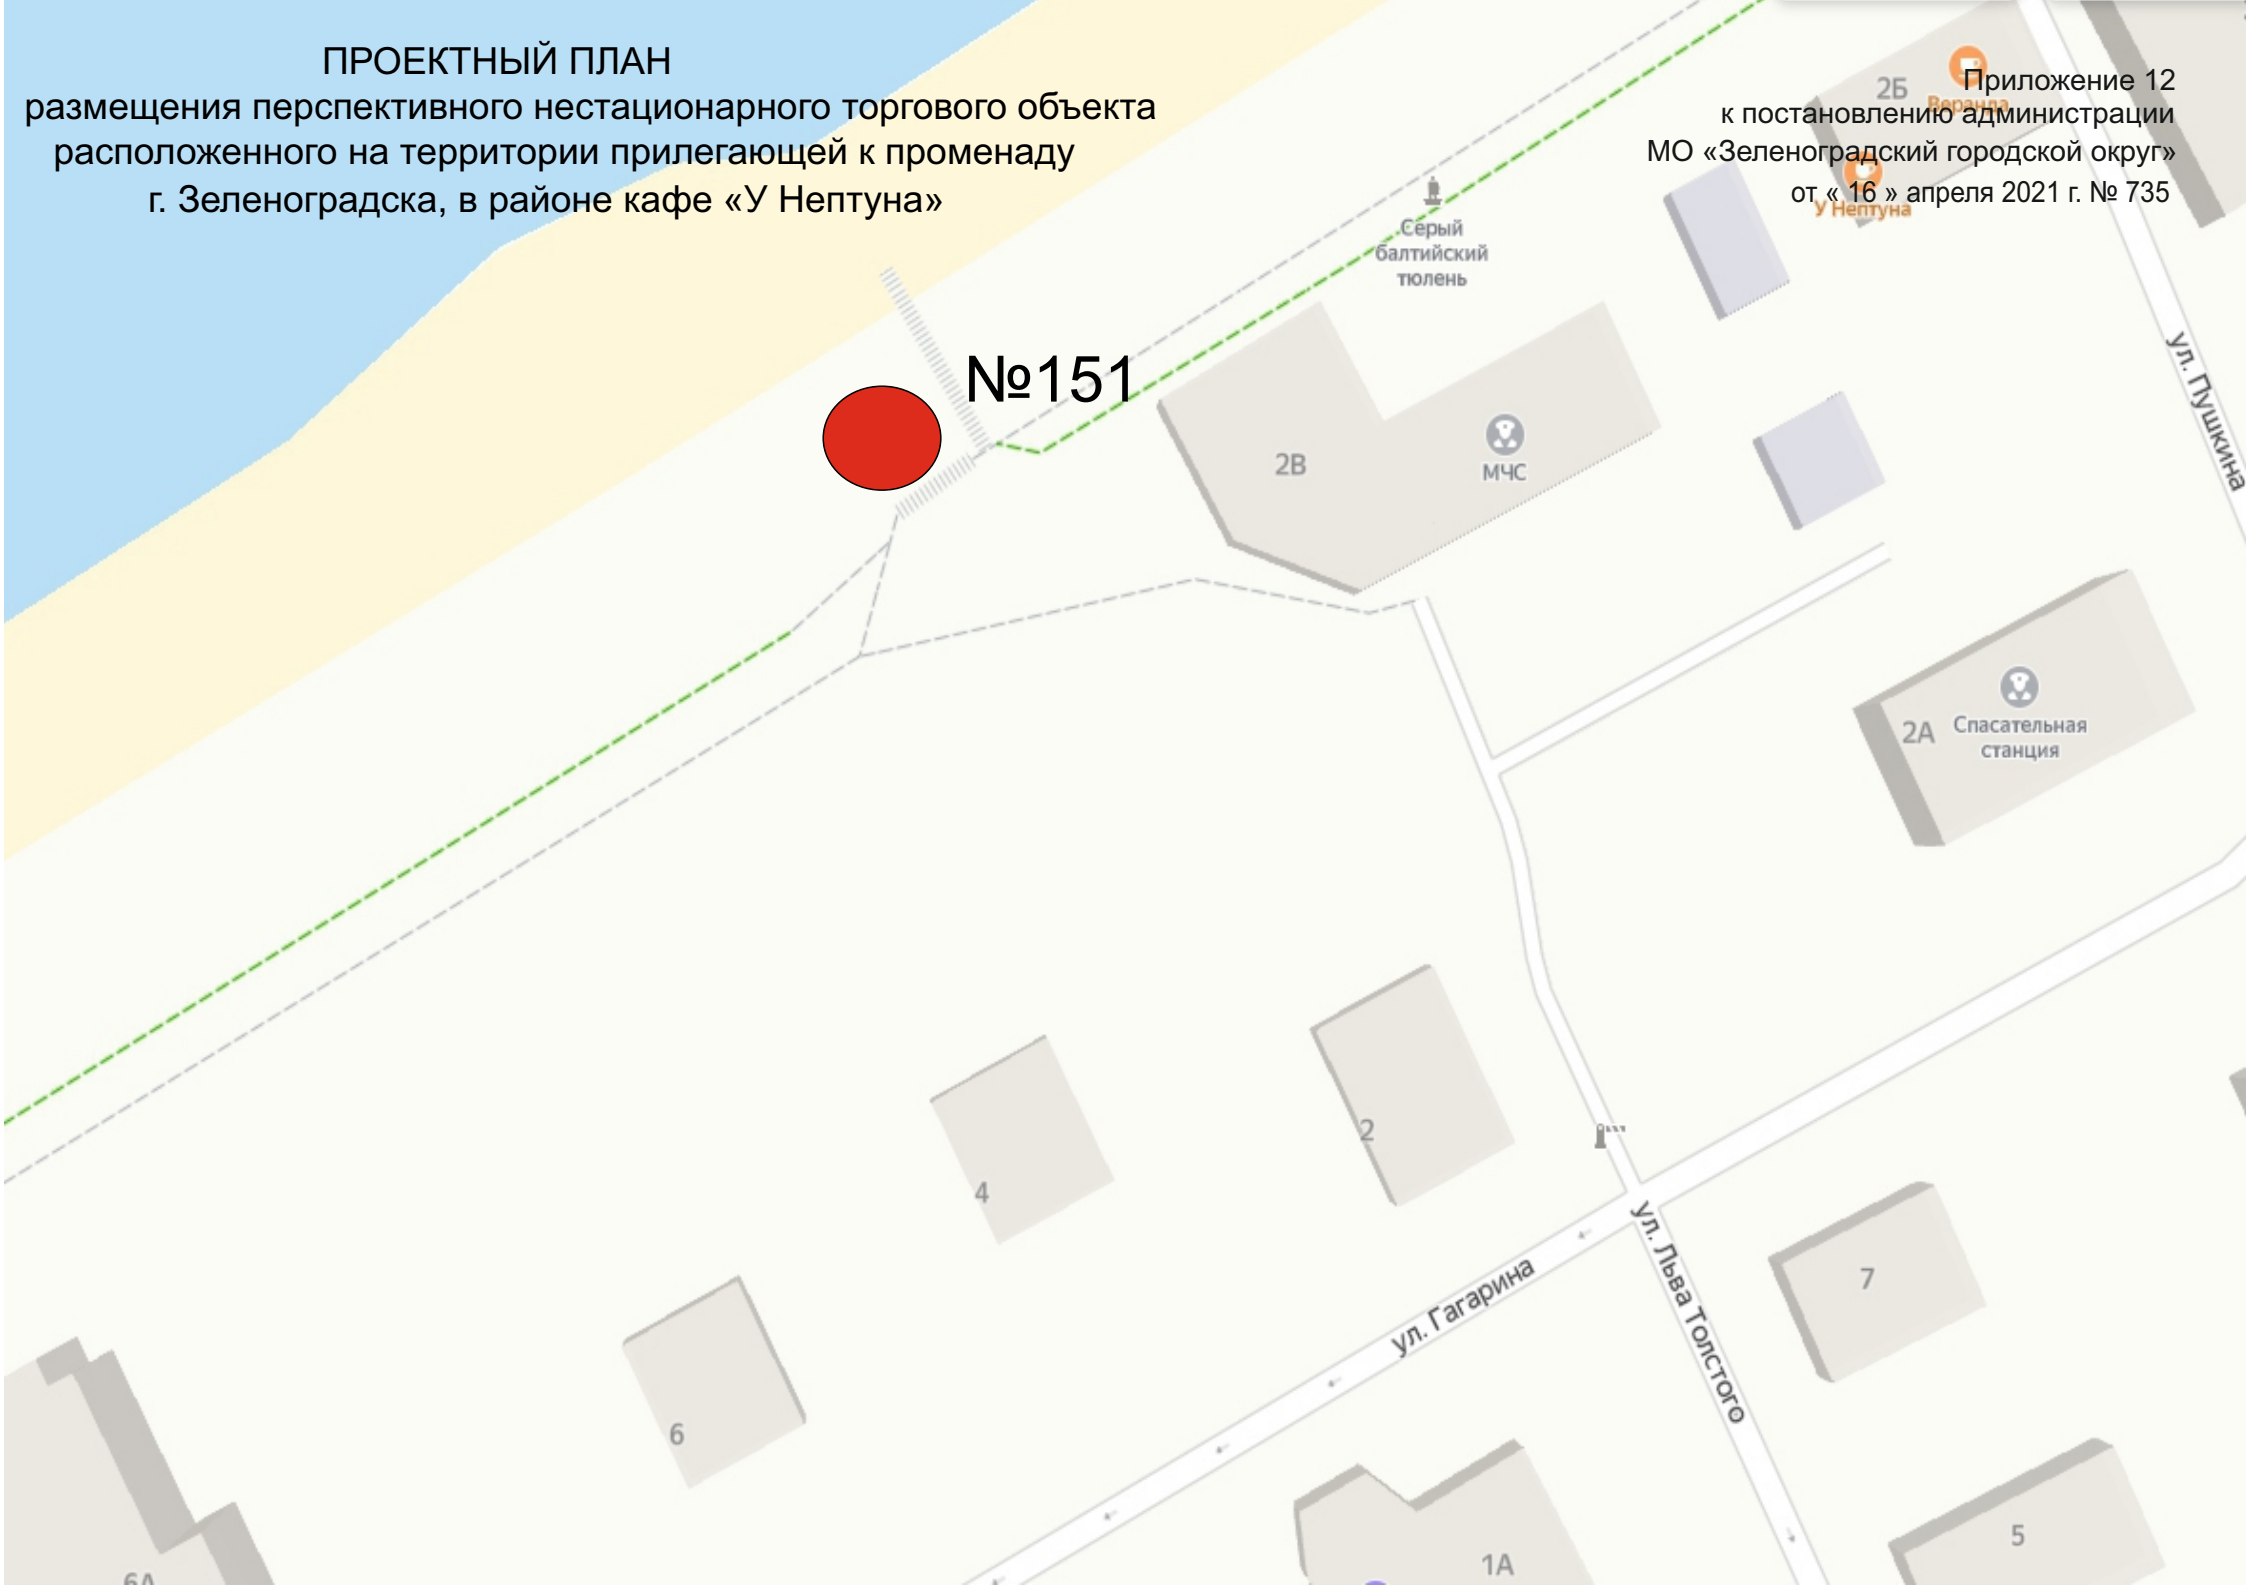 ПРОЕКТНЫЙ ПЛАН
размещения перспективного нестационарного торгового объекта
расположенного на территории прилегающей к променаду
г. Зеленоградска, в районе кафе «У Нептуна»
Приложение 12
к постановлению администрации
МО «Зеленоградский городской округ»
от « 16 » апреля 2021 г. № 735
2Б
Веранда
У Нептуна
Серый
балтийский
тюлень
№151
ул. Пушкина
2В
МЧС
2А
Спасательная
станция
2
4
ул. Льва Толстого
7
ул. Гагарина
6
5
1А
6А